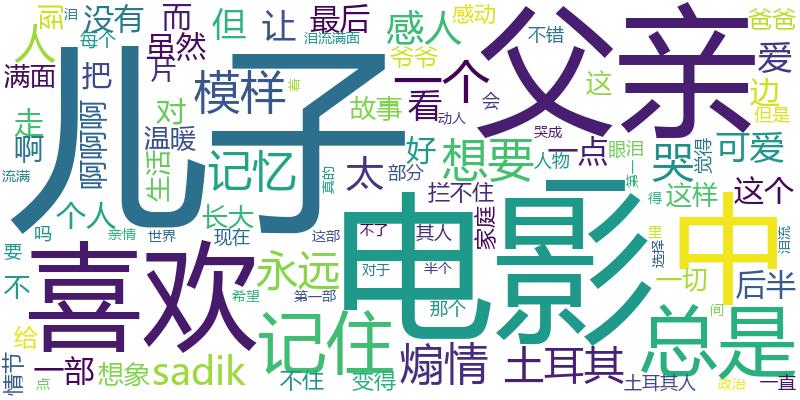 泪 没有 而 但 让 最后 感人 感动 爸爸
每个 虽然 泪流满面 爷爷 不错 父亲
人 儿子 片 一个 爱
满面 把 模样 看 这 边
啊啊啊 故事 会 动人 但是
走 对 太 好 哭成 一点 眼泪 哭 觉得 可爱
啊 温暖 记忆 想要 人物
流满 生活 真的 部分 拦不住 第一 得 这样 这个
个人 长大 现在 这部 不了 其人 家庭
要 吗 亲情 世界 电影 中 里
不 喜欢 永远 对于 半个 选择 一切 后半 泪流
希望 第一部 那个 间
给 记住 总是
情节 一部 想象 sadik 煽情 土耳其
点 不住 变得 土耳其人 政治 一直